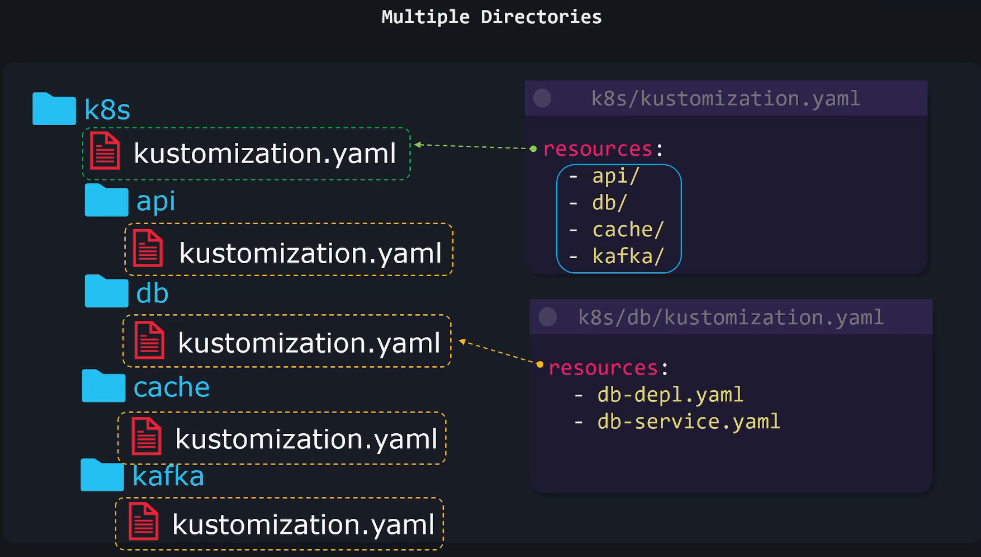 Multiple Directories
k8s
kustomization.yaml
api
kustomization.yaml
db
kustomization.yaml
cache
kustomization.yaml
kafka
kustomization.yaml
k8s/kustomization.yaml
resources:
- api/
- db/
- cache/
- kafka/
k8s/db/kustomization.yaml
resources:
- db-depl.yaml
- db-service.yaml